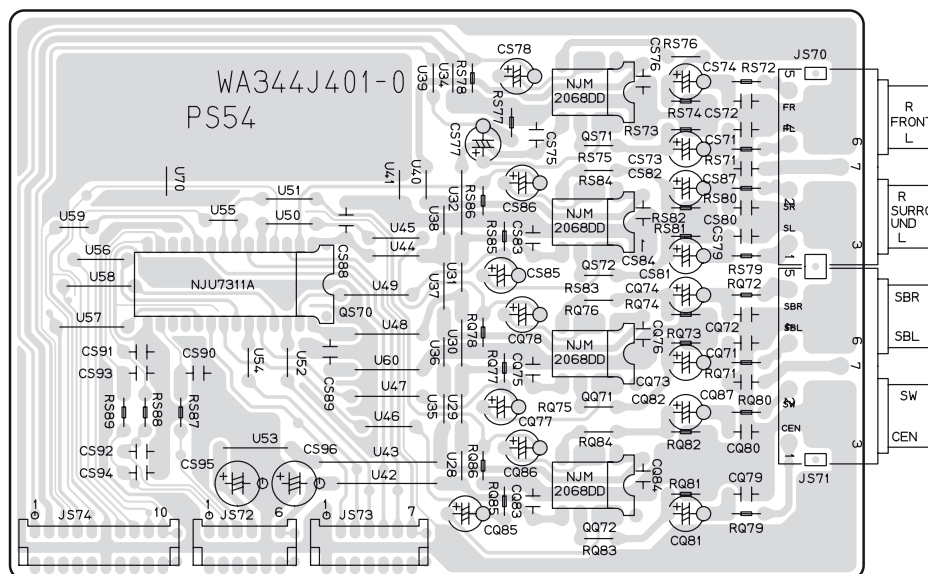 WA344J401-0
PS54
U39
U34
RS78
CS78
CS76
RS76
CS74
RS72
JS70
NJM
2068DD
RS77
CS77
CS75
QS71
RS73
RS74
CS72
CS71
RS71
RS75
RS84
CS73
CS82
CS87
RS80
5
FR
FL
6
7
2
SR
SL
3
1
R
FRONT
L
R
SURRO
UND
L
U70
U51
U41
U40
U32
RS86
CS86
U59
U55
U50
U45
U38
U44
RS85
CS83
NJM
2068DD
RS82
RS81
CS80
CS79
CS84
CS88
U56
U58
NJU7311A
QS70
U49
U37
U31
CS85
QS72
RS83
CS81
RS79
CQ74
RQ72
RQ76
RQ74
U57
U48
CQ78
RQ78
CQ76
RQ73
CQ72
5
SBR
SBL
6
7
2
SW
CEN
3
1
SBR
SBL
SW
CEN
JS71
CS91
CS93
CS90
U54
U52
CS89
U60
U36
U30
RQ77
CQ75
NJM
2068DD
CQ73
CQ71
RQ71
RS89
RS88
RS87
U47
U46
U35
U29
CQ77
RQ75
QQ71
CQ82
CQ87
RQ80
RQ84
RQ82
CQ80
CS92
CS94
U53
CS95
CS96
U43
U42
U28
RQ86
CQ86
RQ85
CQ83
NJM
2068DD
CQ84
RQ81
CQ79
CQ85
QQ72
RQ83
CQ81
RQ79
1
JS74
10
1
JS72
6
1
JS73
7